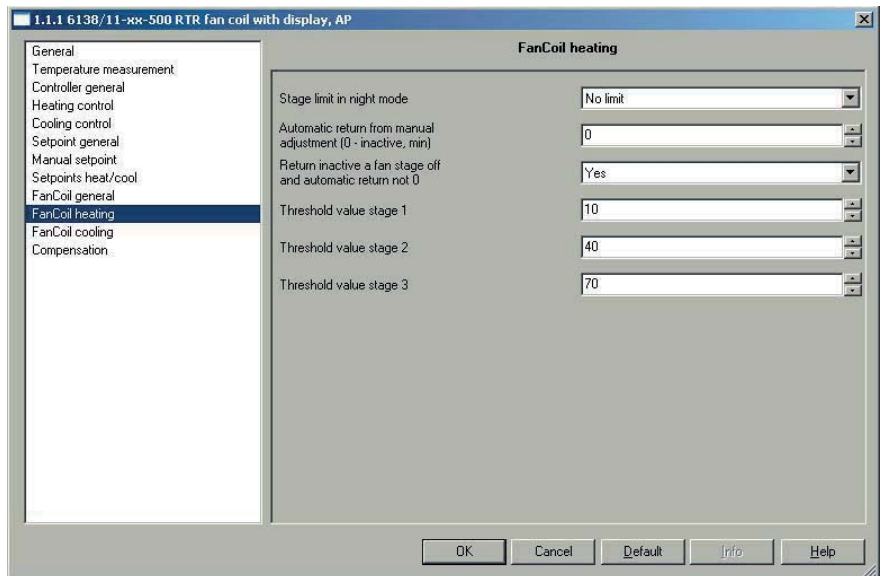 1.1.1 6138/11-xx-500 RTR fan coil with display, AP
General
Temperature measurement
Controller general
Heating control
Cooling control
Setpoint general
Manual setpoint
Setpoints heat/cool
FanCoil general
FanCoil heating
FanCoil cooling
Compensation
FanCoil heating
Stage limit in night mode
No limit
Automatic return from manual
adjustment (0 - inactive, min)
0
Return inactive a fan stage off
and automatic return not 0
Yes
Threshold value stage 1
10
Threshold value stage 2
40
Threshold value stage 3
70
OK
Cancel
Default
Info
Help